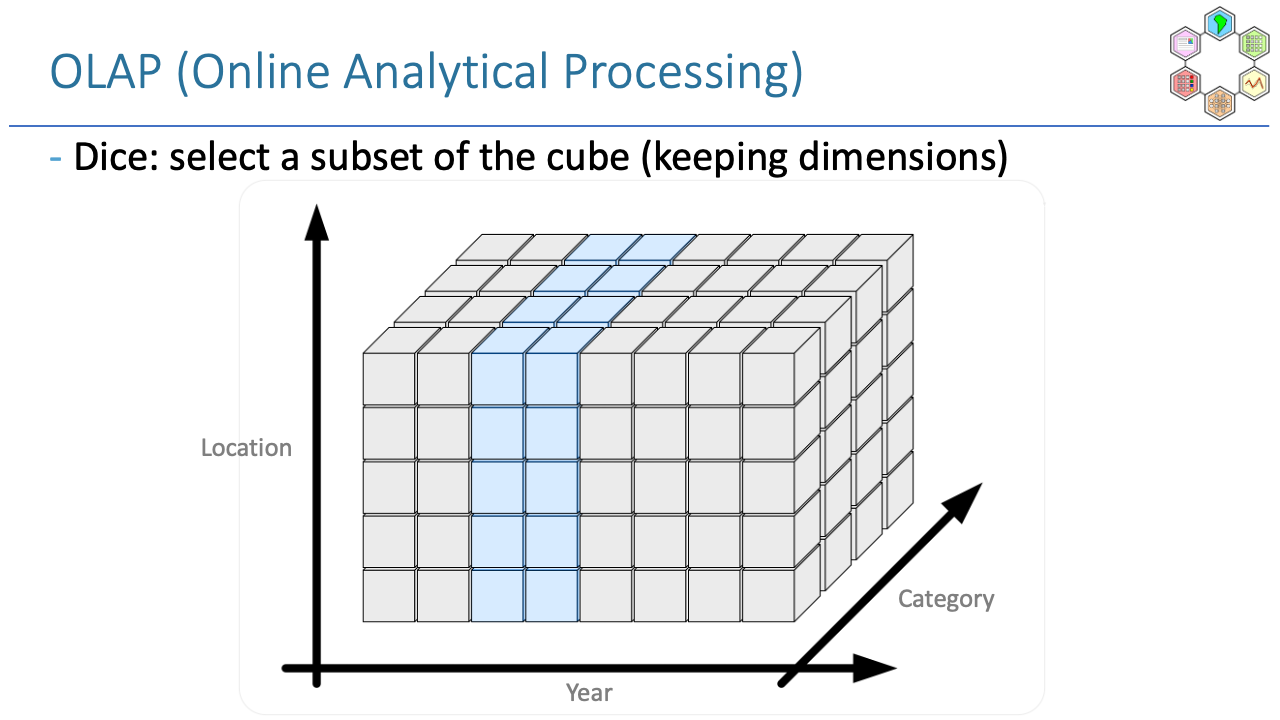 OLAP (Online Analytical Processing)
- Dice: select a subset of the cube (keeping dimensions)
Location
Category
Year